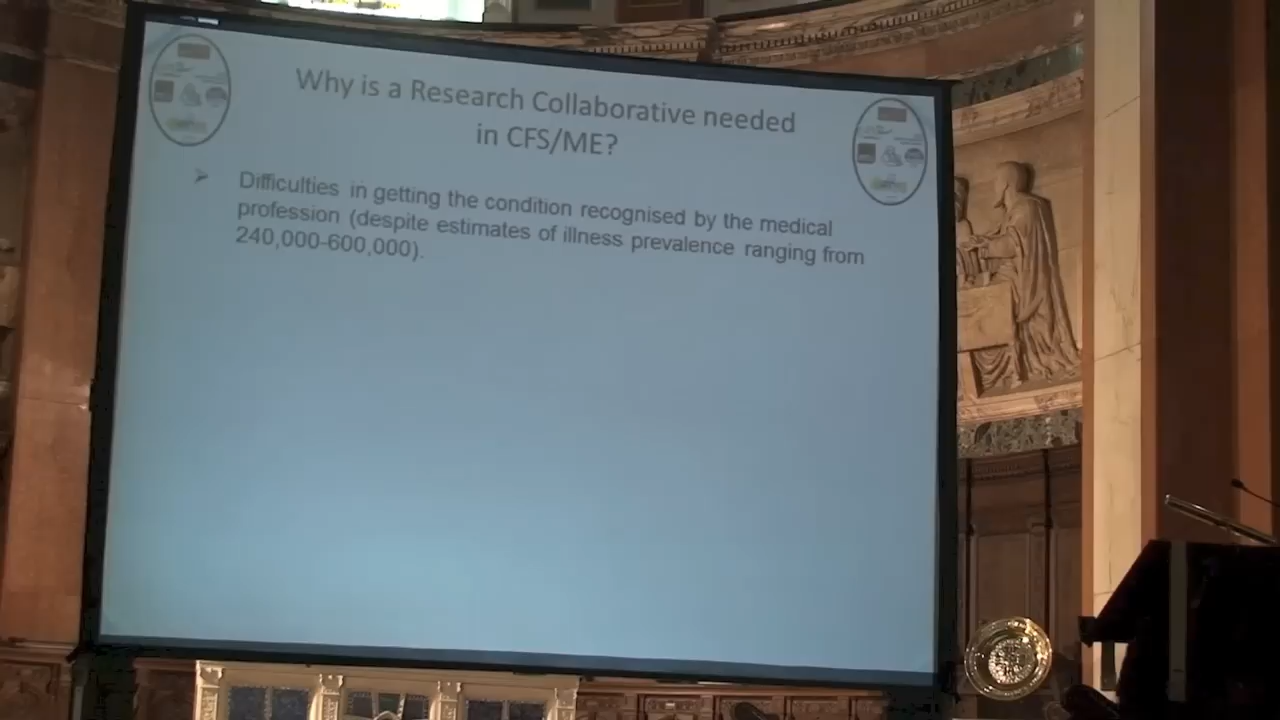 Why is a Research Collaborative needed
in CFS/ME?
Difficulties in getting the condition recognised by the medical
profession (despite estimates of illness prevalence ranging from
240,000-600,000).